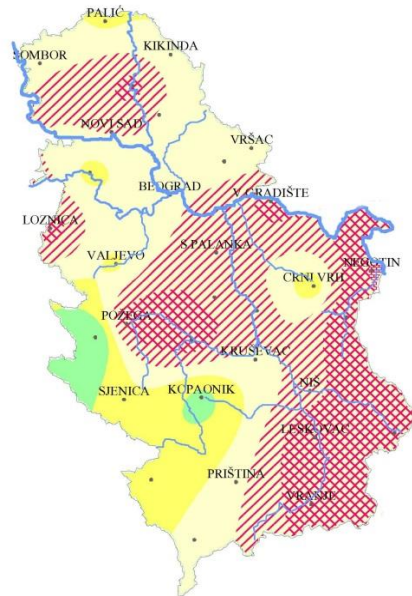 PALIĆ
KIKINDA
SOMBOR
NOVI SAD
VRŠAC
BEOGRAD
V.GRADIŠTE
LOZNICA
S.PALANKA
VALJEVO
NEGOTIN
CRNI VRH
POŽEGA
KRUŠEVAC
NIŠ
SJENICA
KOPAONIK
LESKOVAC
PRIŠTINA
VRANJE